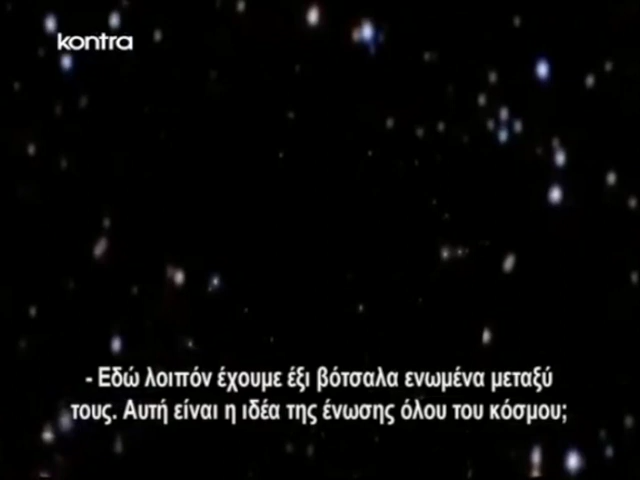 kontra
- Εδώ λοιπόν έχουμε έξι βότσαλα ενωμένα μεταξύ
τους. Αυτή είναι η ιδέα της ένωσης όλου του κόσμου;